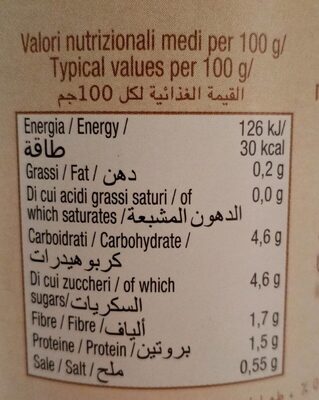 Valori nutrizionali medi per 100 g/
Typical values per 100 g/
القيمة الغذائية لكل 100جم
Energia / Energy / 126 kJ/
طاقة 30 kcal
Grassi / Fat / دهن 0,2 g
Di cui acidi grassi saturi / of 0,0 g
which saturates / الدهون المشبعة
Carboidrati / Carbohydrate / 4,6 g
كربوهيدرات
Di cui zuccheri / of which 4,6 g
sugars/السكريات
Fibre / Fibre / ألياف 1,7 g
Proteine / Protein / بروتين 1,5 g
Sale / Salt / ملح 0,55 g